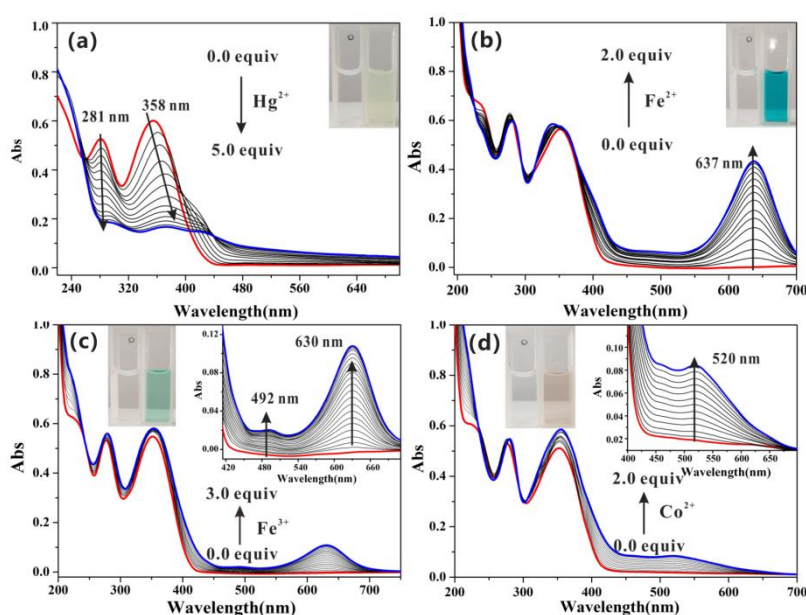 (a)
0.0 equiv
Hg²⁺
5.0 equiv
281 nm
358 nm
Abs
1.0
0.8
0.6
0.4
0.2
0.0
240 320 400 480 560 640
Wavelength(nm)
(b)
2.0 equiv
Fe²⁺
0.0 equiv
637 nm
Abs
1.0
0.8
0.6
0.4
0.2
0.0
200 300 400 500 600 700
Wavelength(nm)
(c)
3.0 equiv
Fe³⁺
0.0 equiv
Abs
1.0
0.8
0.6
0.4
0.2
0.0
200 300 400 500 600 700
Wavelength(nm)
630 nm
492 nm
Abs
0.12
0.08
0.04
0.00
420 480 540 600 660
Wavelength(nm)
(d)
2.0 equiv
Co²⁺
0.0 equiv
Abs
1.0
0.8
0.6
0.4
0.2
0.0
200 300 400 500 600 700
Wavelength(nm)
520 nm
Abs
0.10
0.08
0.06
0.04
0.02
400 450 500 550 600 650
Wavelength(nm)